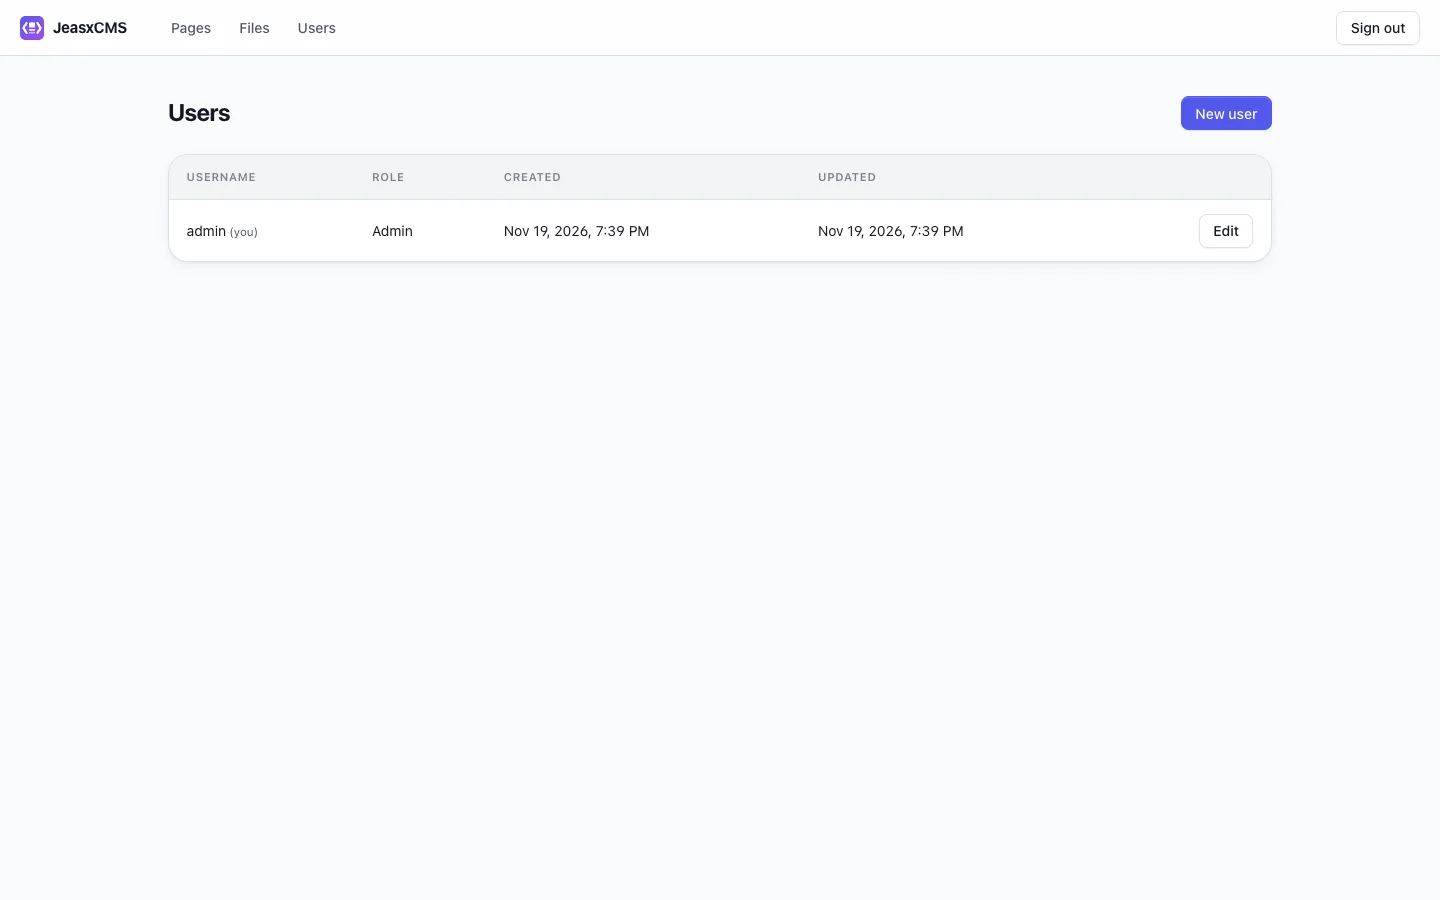 JeasxCMS Pages Files Users Sign out
Users New user
USERNAME ROLE CREATED UPDATED
admin (you) Admin Nov 19, 2026, 7:39 PM Nov 19, 2026, 7:39 PM Edit